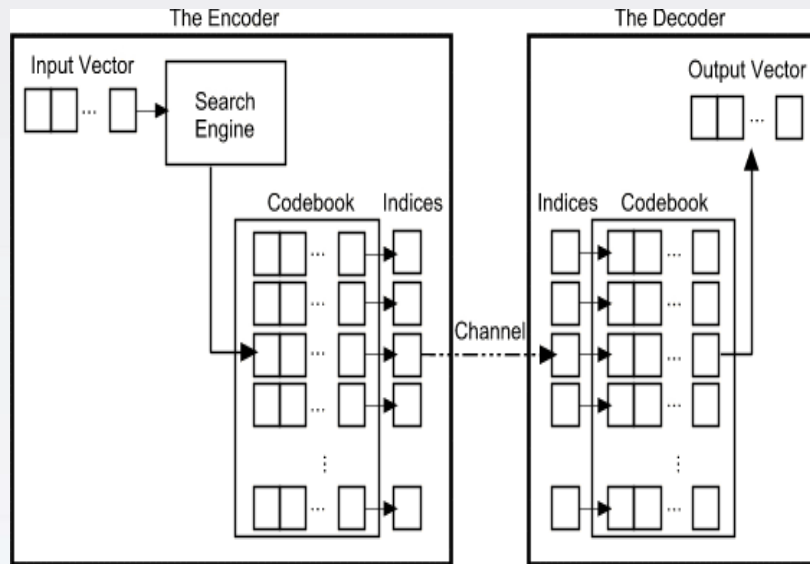 The Encoder
Input Vector
...
Search
Engine
Codebook
Indices
...
...
...
...
...
...
Channel
The Decoder
Output Vector
...
Indices
Codebook
...
...
...
...
...
...